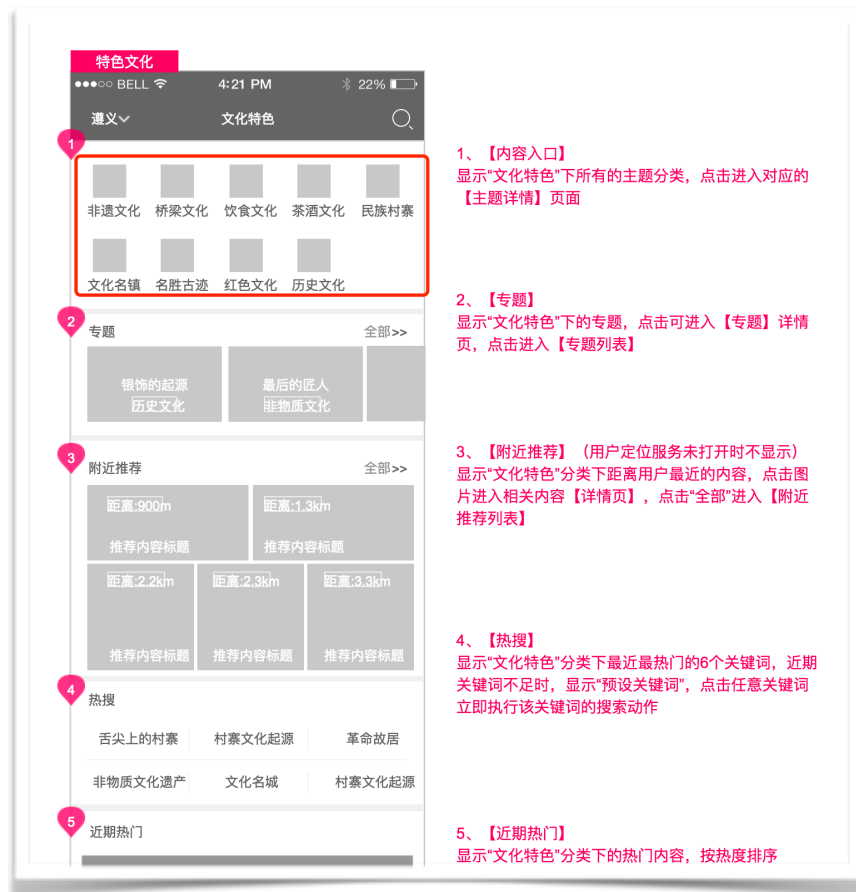 特色文化
●●●○○ BELL 4:21 PM 22%
遵义 文化特色
1
非遗文化 桥梁文化 饮食文化 茶酒文化 民族村寨
文化名镇 名胜古迹 红色文化 历史文化
2
专题 全部>>
银饰的起源 最后的匠人
历史文化 非物质文化
3
附近推荐 全部>>
距离:900m 距离:1.3km
推荐内容标题 推荐内容标题
距离:2.2km 距离:2.3km 距离:3.3km
推荐内容标题 推荐内容标题 推荐内容标题
4
热搜
舌尖上的村寨 村寨文化起源 革命故居
非物质文化遗产 文化名城 村寨文化起源
5
近期热门
1、【内容入口】
显示“文化特色”下所有的主题分类，点击进入对应的
【主题详情】页面
2、【专题】
显示“文化特色”下的专题，点击可进入【专题】详情
页，点击进入【专题列表】
3、【附近推荐】（用户定位服务未打开时不显示）
显示“文化特色”分类下距离用户最近的内容，点击图
片进入相关内容【详情页】，点击“全部”进入【附近
推荐列表】
4、【热搜】
显示“文化特色”分类下最近最热门的6个关键词，近期
关键词不足时，显示“预设关键词”，点击任意关键词
立即执行该关键词的搜索动作
5、【近期热门】
显示“文化特色”分类下的热门内容，按热度排序